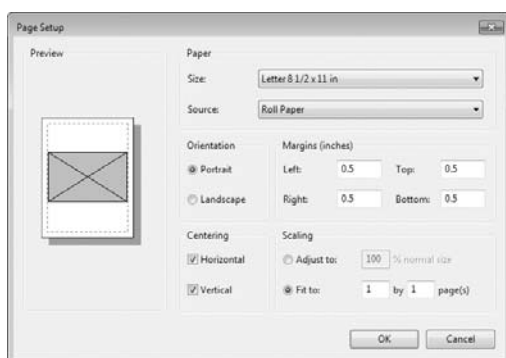 Page Setup
Preview
Paper
Size: Letter 8 1/2 x 11 in
Source: Roll Paper
Orientation
Portrait
Landscape
Margins (inches)
Left: 0.5 Top: 0.5
Right: 0.5 Bottom: 0.5
Centering
Horizontal
Vertical
Scaling
Adjust to: 100 % normal size
Fit to: 1 by 1 page(s)
OK Cancel